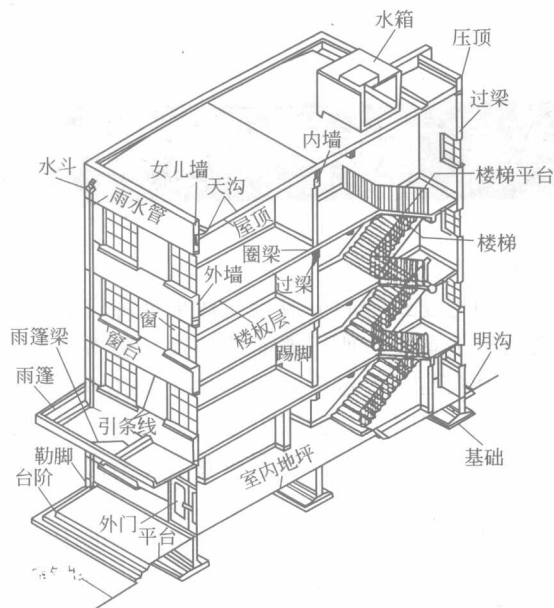 水箱
压顶
过梁
内墙
女儿墙
水斗
天沟
楼梯平台
雨水管
屋顶
圈梁
楼梯
外墙
过梁
窗
楼板层
雨篷梁
窗台
明沟
踢脚
雨篷
引条线
基础
勒脚
室内地坪
台阶
外门
平台